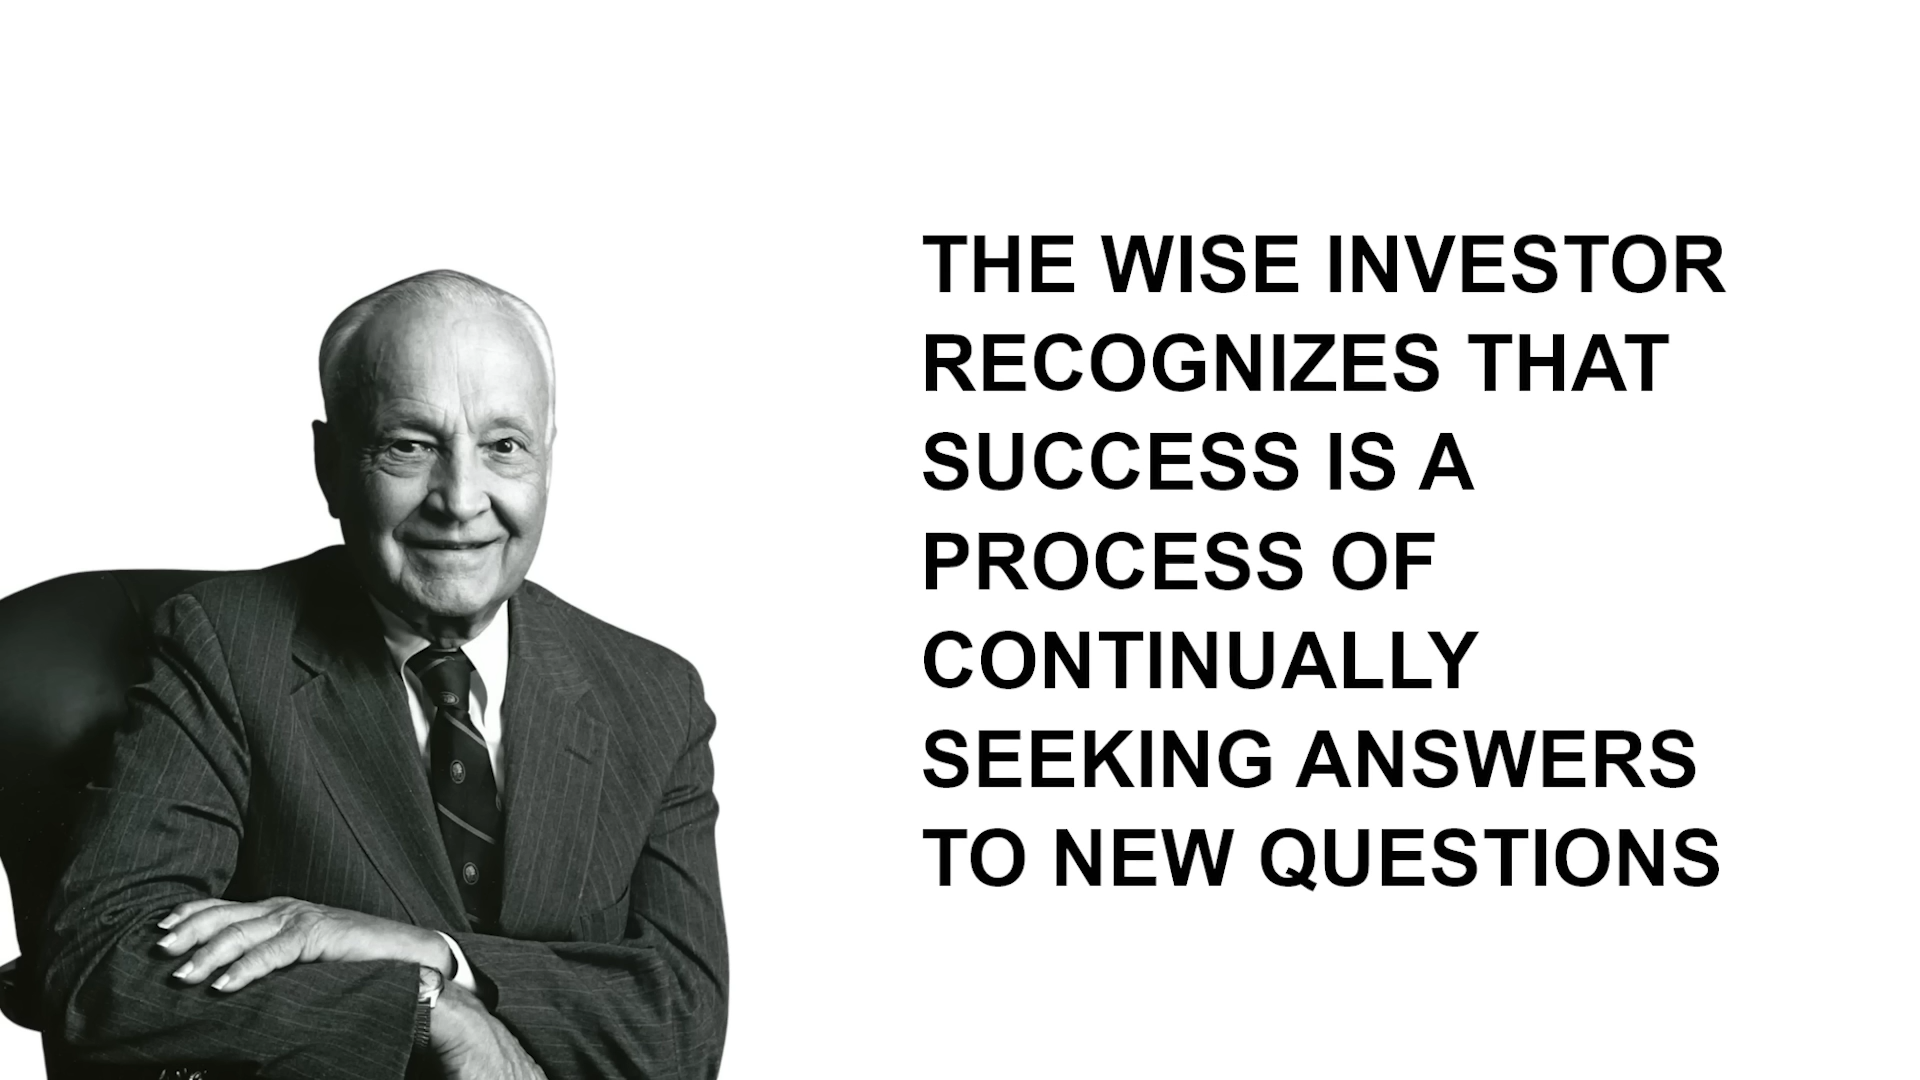 THE WISE INVESTOR
RECOGNIZES THAT
SUCCESS IS A
PROCESS OF
CONTINUALLY
SEEKING ANSWERS
TO NEW QUESTIONS